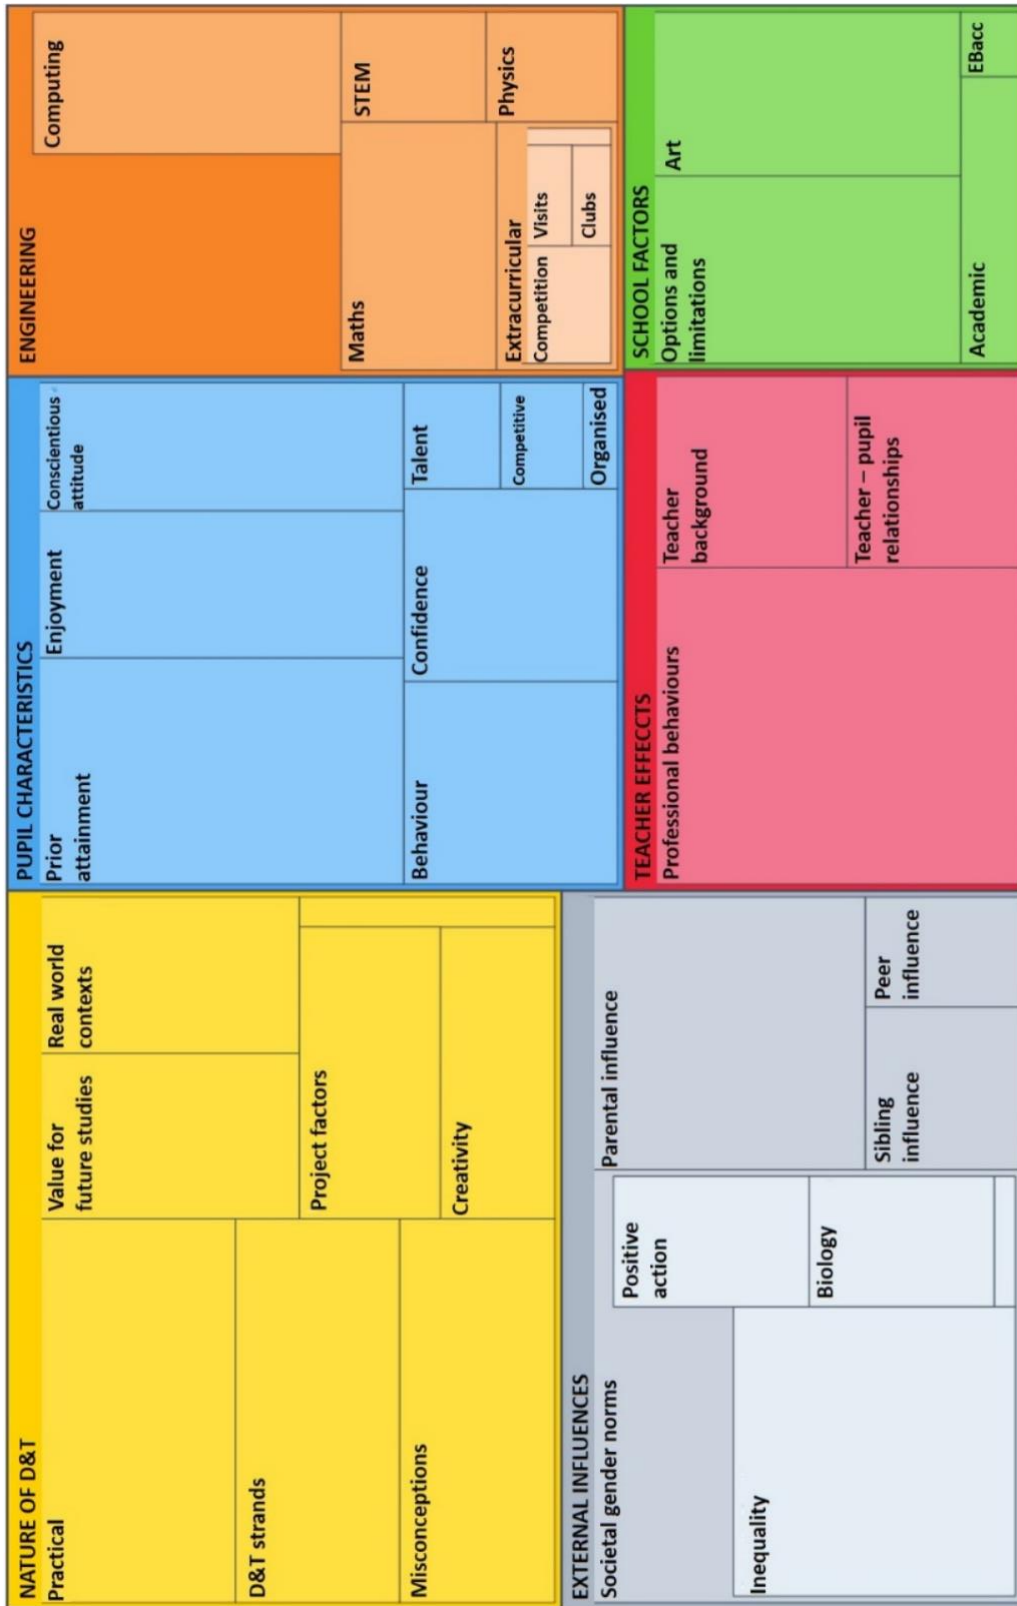 NATURE OF D&T
Practical
D&T strands
Misconceptions
Value for
future studies
Real world
contexts
Project factors
Creativity
PUPIL CHARACTERISTICS
Prior
attainment
Enjoyment
Conscientious
attitude
Behaviour
Confidence
Talent
Competitive
Organised
ENGINEERING
Computing
Maths
STEM
Physics
Extracurricular
Competition
Visits
Clubs
EXTERNAL INFLUENCES
Societal gender norms
Inequality
Positive
action
Biology
Parental influence
Sibling
influence
Peer
influence
TEACHER EFFECCTS
Professional behaviours
Teacher
background
Teacher – pupil
relationships
SCHOOL FACTORS
Options and
limitations
Art
Academic
EBacc